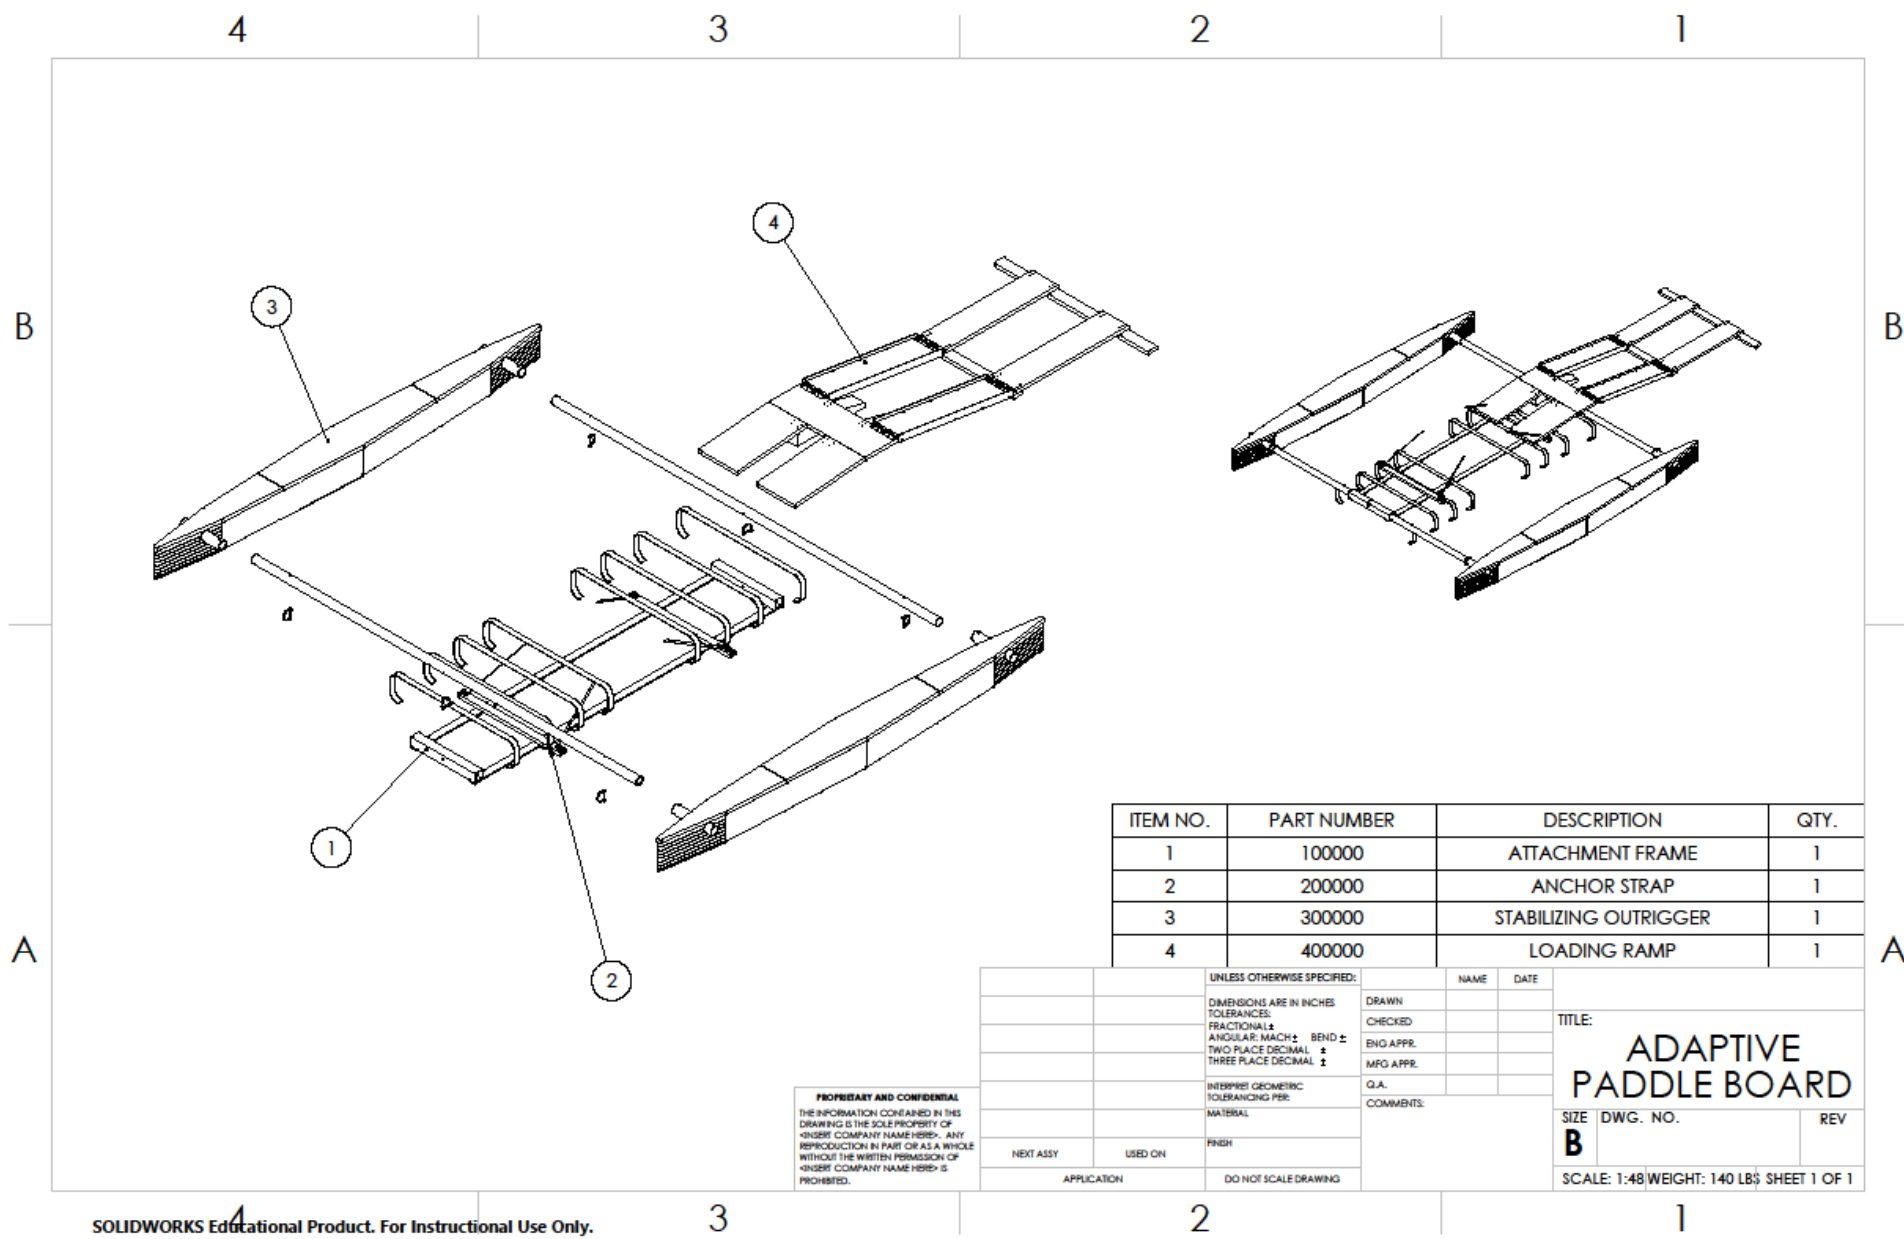 4 3 2 1
4
3
B B
3
4
1
2
A A
ITEM NO. PART NUMBER DESCRIPTION QTY.
1 100000 ATTACHMENT FRAME 1
2 200000 ANCHOR STRAP 1
3 300000 STABILIZING OUTRIGGER 1
4 400000 LOADING RAMP 1
UNLESS OTHERWISE SPECIFIED:
DIMENSIONS ARE IN INCHES
TOLERANCES:
FRACTIONAL±
ANGULAR: MACH± BEND ±
TWO PLACE DECIMAL ±
THREE PLACE DECIMAL ±
INTERPRET GEOMETRIC
TOLERANCING PER:
MATERIAL
FINISH
DO NOT SCALE DRAWING
NAME DATE
DRAWN
CHECKED
ENG APPR.
MFG APPR.
Q.A.
COMMENTS:
TITLE:
ADAPTIVE
PADDLE BOARD
SIZE DWG. NO. REV
B
SCALE: 1:48 WEIGHT: 140 LBS SHEET 1 OF 1
PROPRIETARY AND CONFIDENTIAL
THE INFORMATION CONTAINED IN THIS
DRAWING IS THE SOLE PROPERTY OF
<INSERT COMPANY NAME HERE>. ANY
REPRODUCTION IN PART OR AS A WHOLE
WITHOUT THE WRITTEN PERMISSION OF
<INSERT COMPANY NAME HERE> IS
PROHIBITED.
NEXT ASSY USED ON
APPLICATION
3 2 1
SOLIDWORKS Educational Product. For Instructional Use Only.